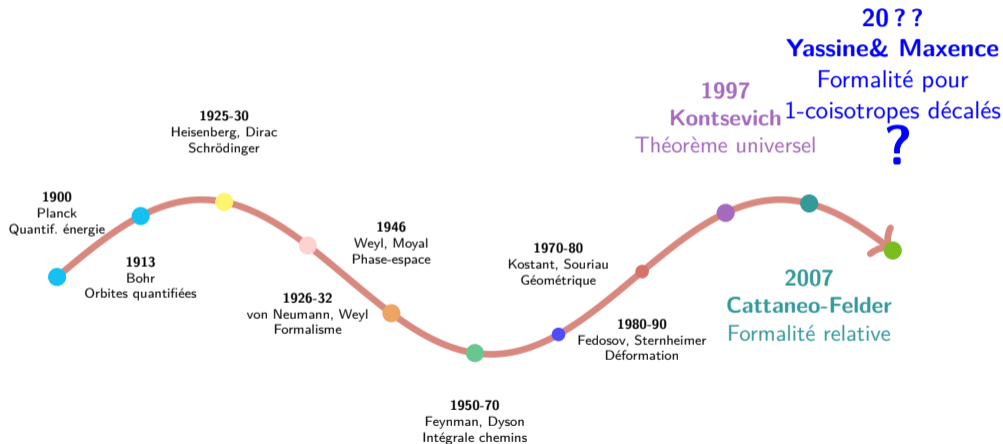 1900
Planck
Quantif. énergie
1913
Bohr
Orbites quantifiées
1925-30
Heisenberg, Dirac
Schrödinger
1926-32
von Neumann, Weyl
Formalisme
1946
Weyl, Moyal
Phase-espace
1950-70
Feynman, Dyson
Intégrale chemins
1970-80
Kostant, Souriau
Géométrique
1980-90
Fedosov, Sternheimer
Déformation
1997
Kontsevich
Théorème universel
2007
Cattaneo-Felder
Formalité relative
20 ? ?
Yassine& Maxence
Formalité pour
1-coisotropes décalés
?